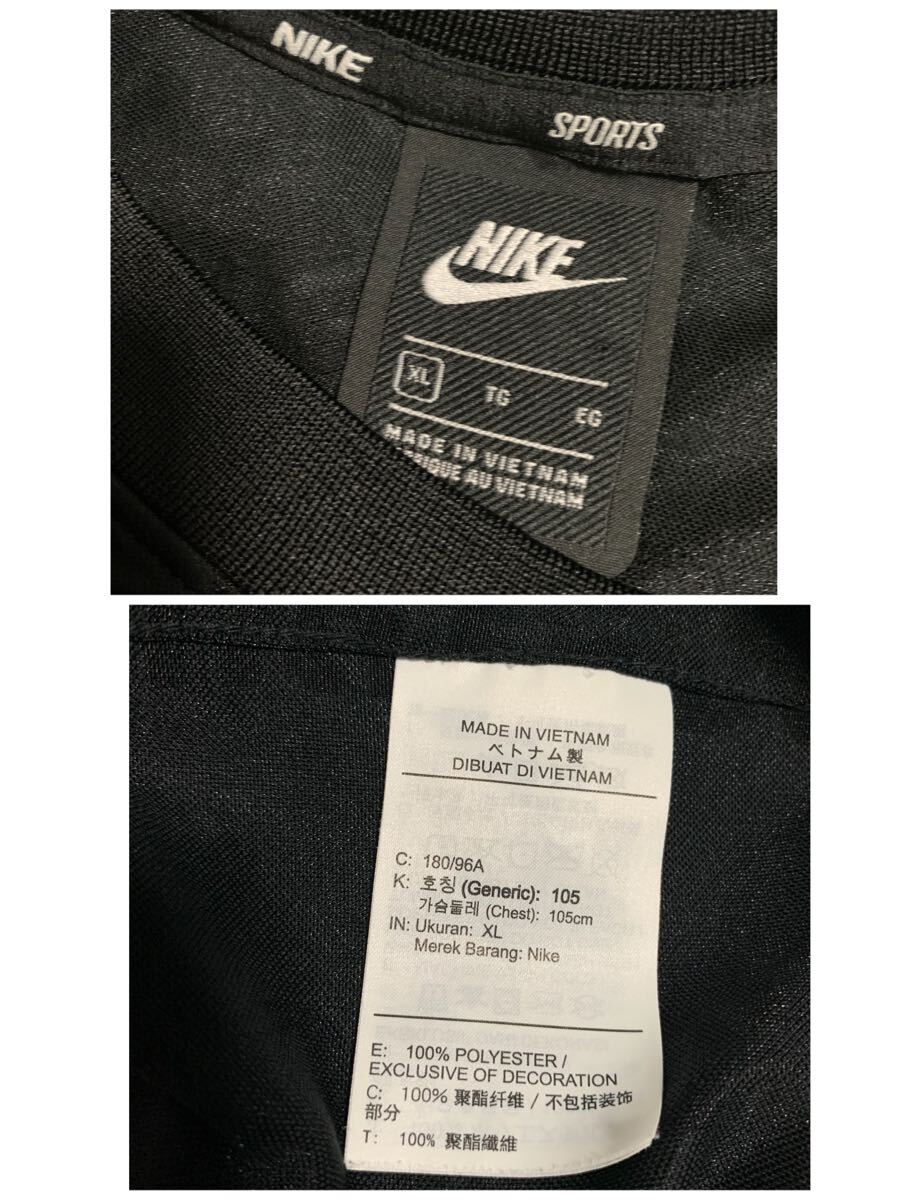 NIKE
SPORTS
NIKE
XL TG EG
MADE IN VIETNAM
AU VIETNAM
MADE IN VIETNAM
ベトナム製
DIBUAT DI VIETNAM
C: 180/96A
K: 호칭 (Generic): 105
가슴둘레 (Chest): 105cm
IN: Ukuran: XL
Merek Barang: Nike
E: 100% POLYESTER /
EXCLUSIVE OF DECORATION
C: 100% 聚酯纤维 / 不包括装饰
部分
T: 100% 聚酯纖維